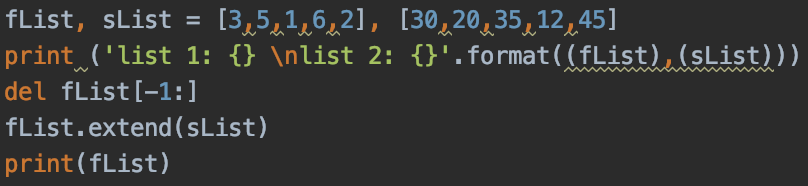 fList, sList = [3,5,1,6,2], [30,20,35,12,45]
print ('list 1: {} \nlist 2: {}'.format((fList),(sList)))
del fList[-1:]
fList.extend(sList)
print(fList)